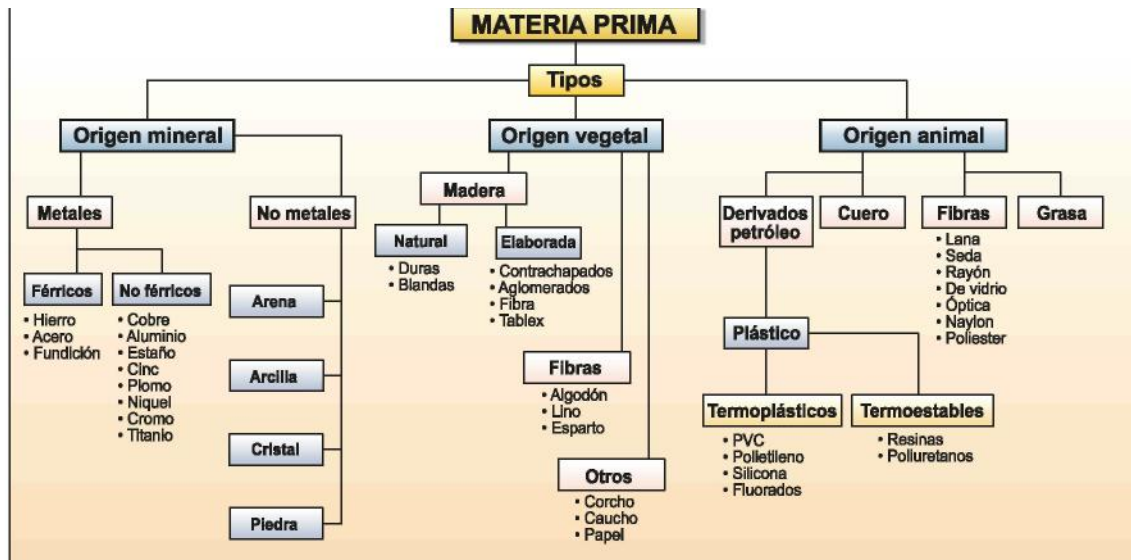 MATERIA PRIMA
Tipos
Origen mineral
Origen vegetal
Origen animal
Metales
No metales
Férricos
• Hierro
• Acero
• Fundición
No férricos
• Cobre
• Aluminio
• Estaño
• Cinc
• Plomo
• Niquel
• Cromo
• Titanio
Arena
Arcilla
Cristal
Piedra
Madera
Natural
• Duras
• Blandas
Elaborada
• Contrachapados
• Aglomerados
• Fibra
• Tablex
Fibras
• Algodón
• Lino
• Esparto
Otros
• Corcho
• Caucho
• Papel
Derivados
petróleo
Cuero
Fibras
• Lana
• Seda
• Rayón
• De vidrio
• Óptica
• Naylon
• Poliester
Grasa
Plástico
Termoplásticos
• PVC
• Polietileno
• Silicona
• Fluorados
Termoestables
• Resinas
• Poliuretanos